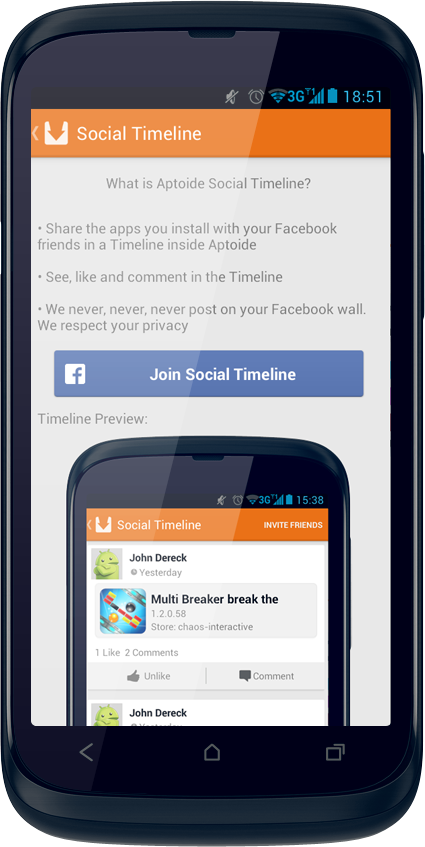 3G T1 18:51
Social Timeline
What is Aptoide Social Timeline?
• Share the apps you install with your Facebook
friends in a Timeline inside Aptoide
• See, like and comment in the Timeline
• We never, never, never post on your Facebook wall.
We respect your privacy
Join Social Timeline
Timeline Preview:
3G 15:38
Social Timeline INVITE FRIENDS
John Dereck
Yesterday
Multi Breaker break the
1.2.0.58
Store: chaos-interactive
1 Like 2 Comments
Unlike Comment
John Dereck
Yesterday